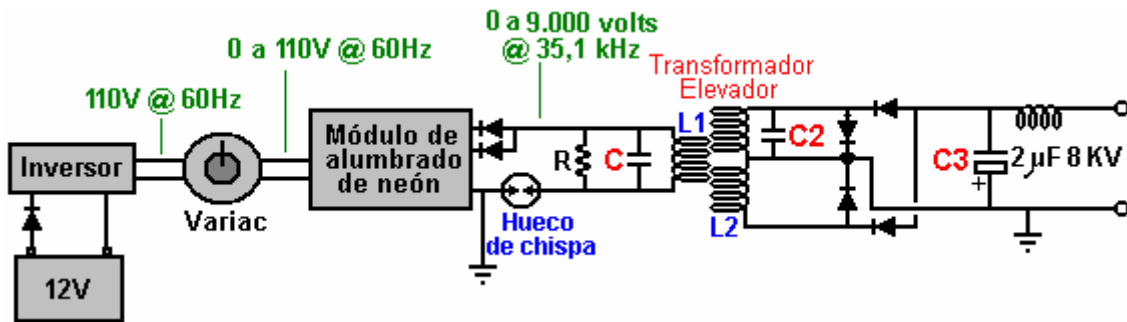 0 a 9.000 volts
@ 35,1 kHz
0 a 110V @ 60Hz
110V @ 60Hz
Transformador
Elevador
Inversor
Variac
Módulo de
alumbrado
de neón
R
C
L1
L2
C2
C3
2 µF 8 KV
+
Hueco
de chispa
12V